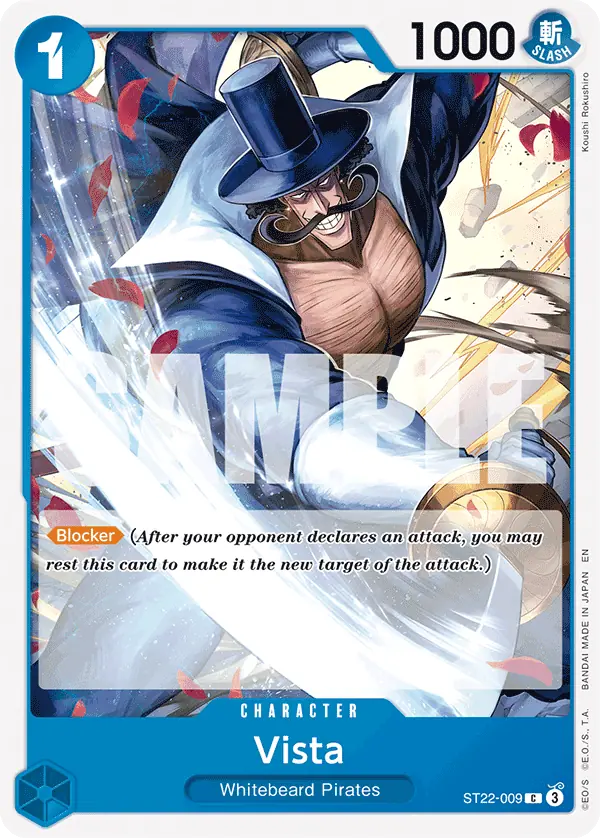 1
1000
斬
SLASH
Koushi Rokushiro
SAMPLE
Blocker (After your opponent declares an attack, you may
rest this card to make it the new target of the attack.)
CHARACTER
Vista
Whitebeard Pirates
ST22-009 C 3
©E.O/S ©E.O./S., T.A. BANDAI MADE IN JAPAN EN